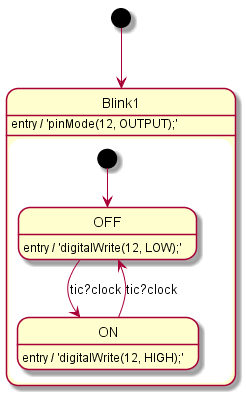 Blink1
entry / 'pinMode(12, OUTPUT);'
OFF
entry / 'digitalWrite(12, LOW);'
tic?clock tic?clock
ON
entry / 'digitalWrite(12, HIGH);'